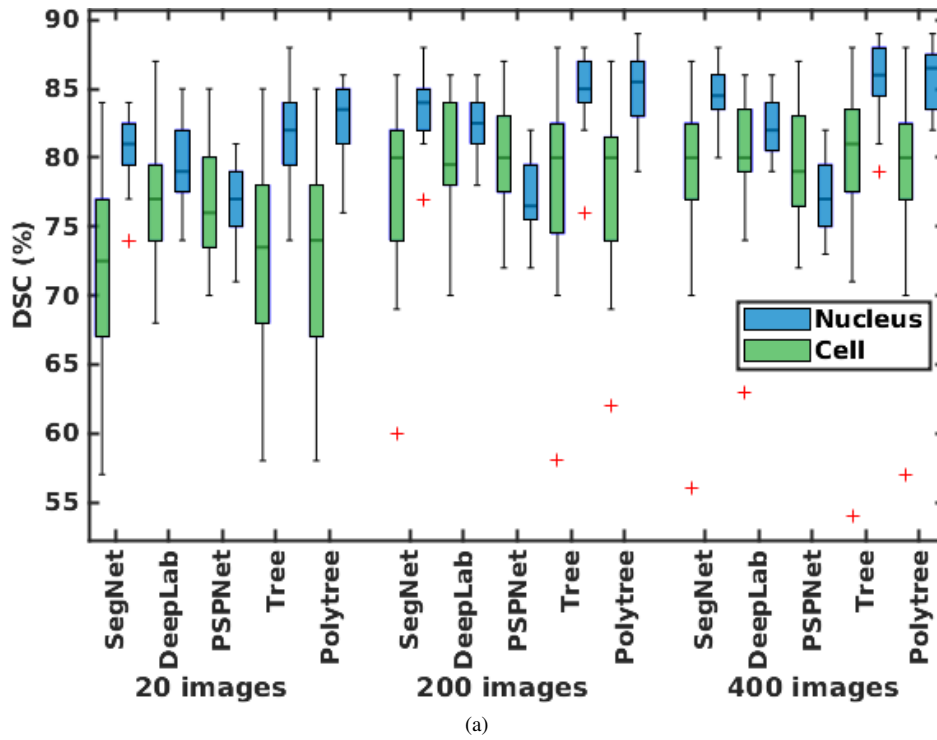 90
85
80
75
70
65
60
55
DSC (%)
Nucleus
Cell
SegNet
DeepLab
PSPNet
Tree
Polytree
SegNet
DeepLab
PSPNet
Tree
Polytree
SegNet
DeepLab
PSPNet
Tree
Polytree
20 images
200 images
400 images
(a)